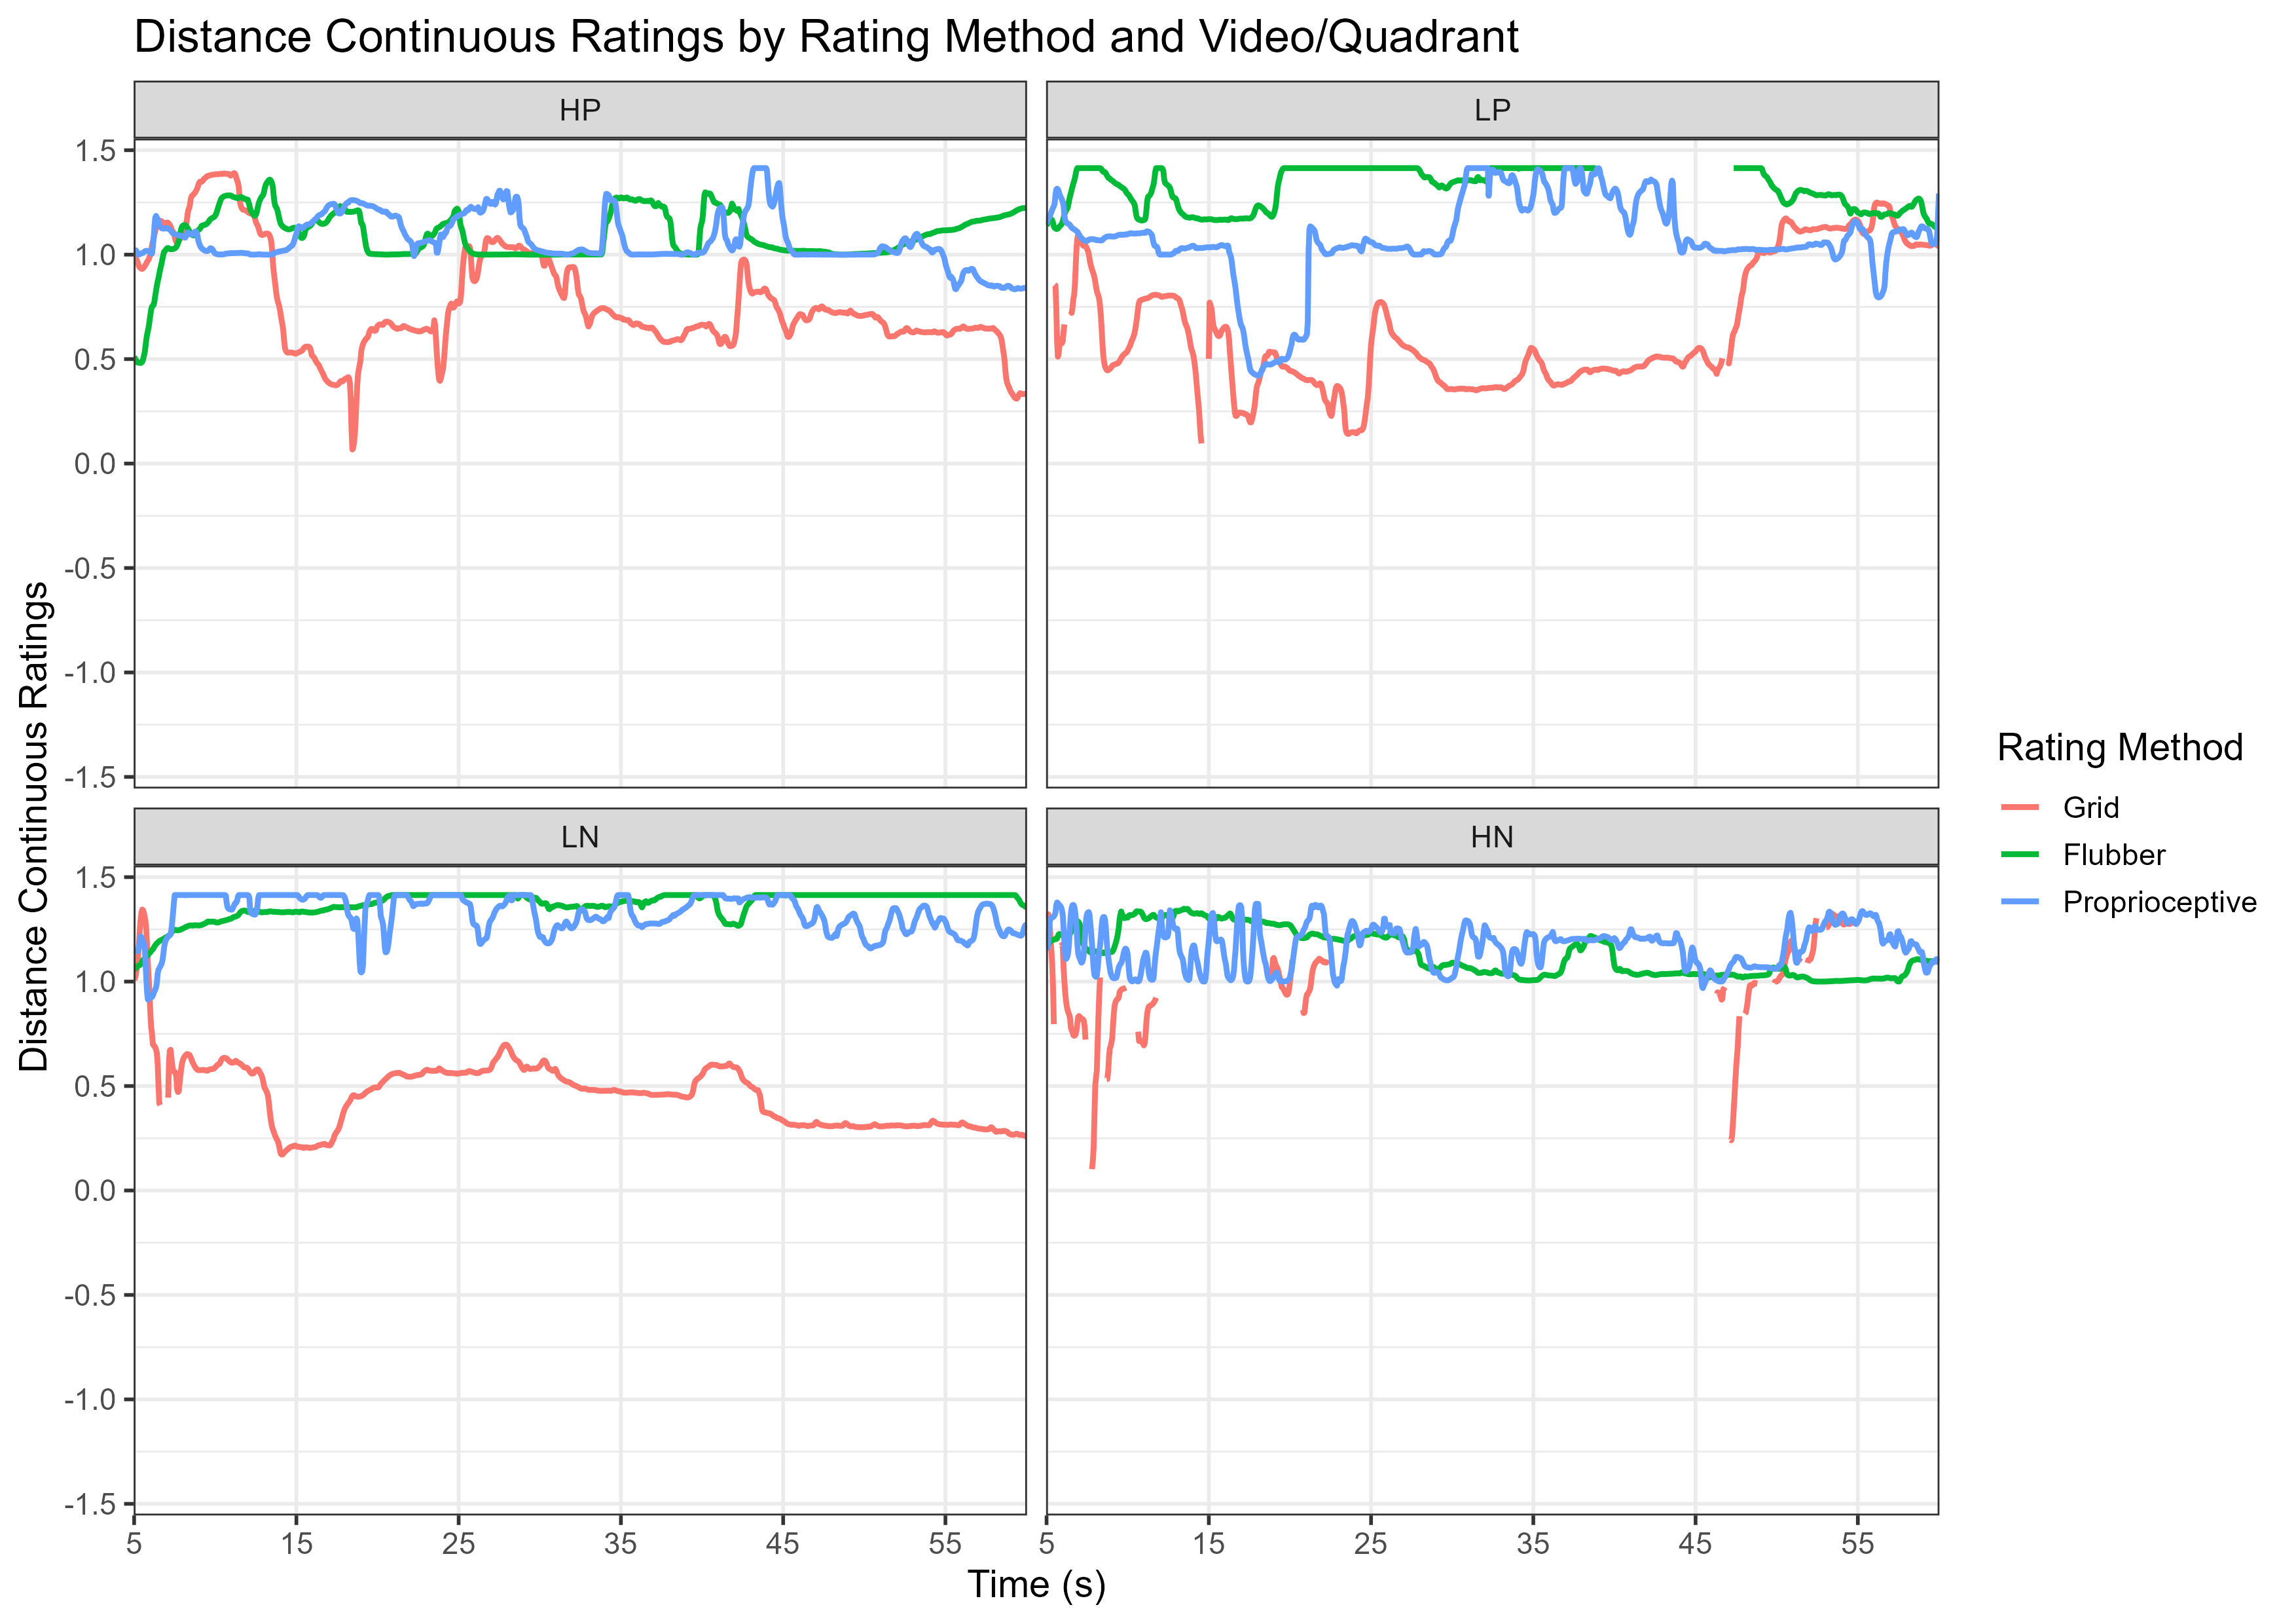 Distance Continuous Ratings by Rating Method and Video/Quadrant
HP
LP
1.5
1.0
0.5
0.0
-0.5
-1.0
-1.5
LN
HN
1.5
1.0
0.5
0.0
-0.5
-1.0
-1.5
5 15 25 35 45 55
5 15 25 35 45 55
Time (s)
Distance Continuous Ratings
Rating Method
Grid
Flubber
Proprioceptive